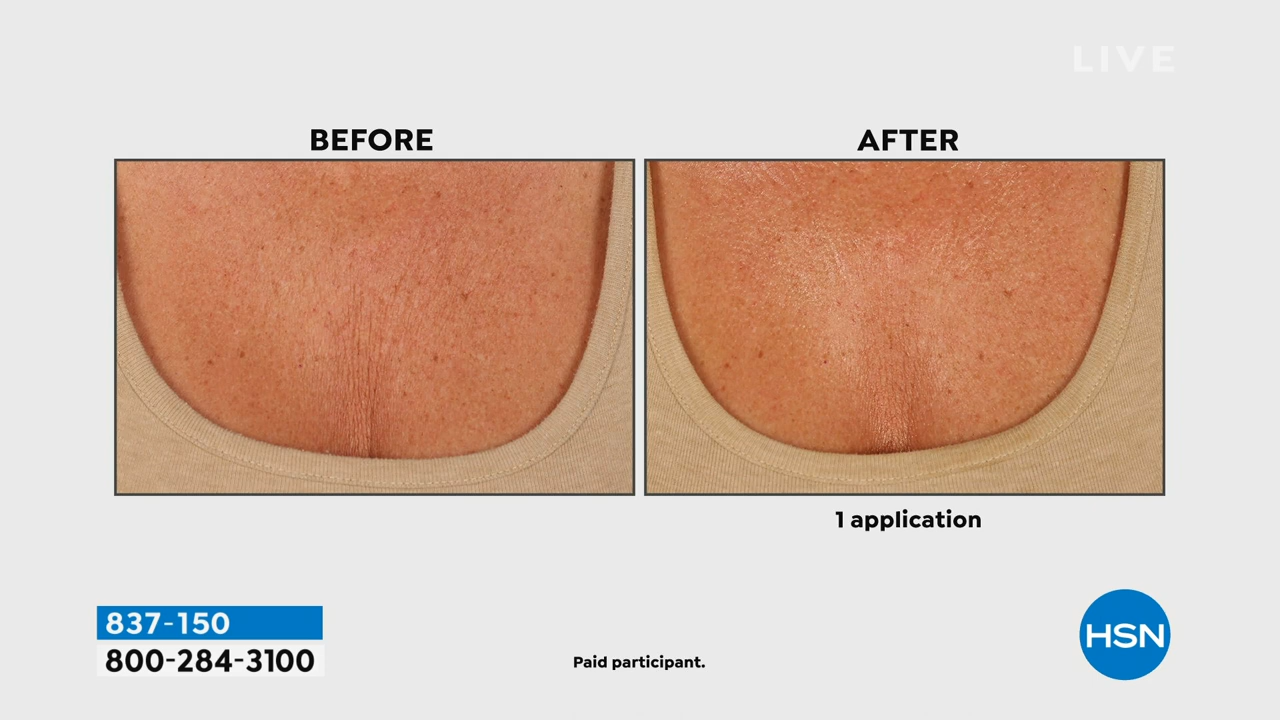 LIVE
BEFORE
AFTER
1 application
837-150
800-284-3100
Paid participant.
HSN